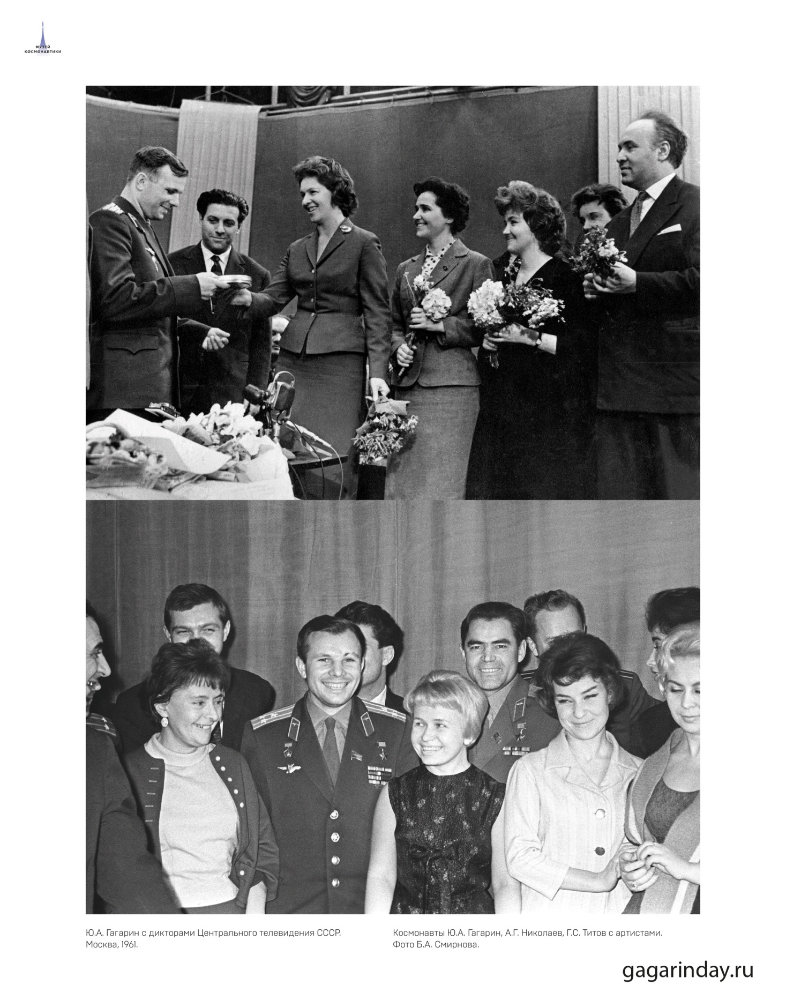 МУЗЕЙ
КОСМОНАВТИКИ
Ю.А. Гагарин с дикторами Центрального телевидения СССР.
Москва, 1961.
Космонавты Ю.А. Гагарин, А.Г. Николаев, Г.С. Титов с артистами.
Фото Б.А. Смирнова.
gagarinday.ru